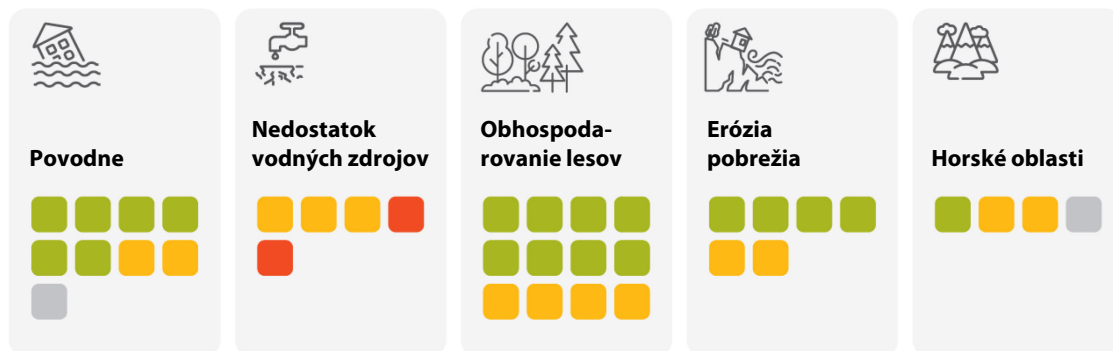 Povodne
Nedostatok
vodných zdrojov
Obhospoda-
rovanie lesov
Erózia
pobrežia
Horské oblasti